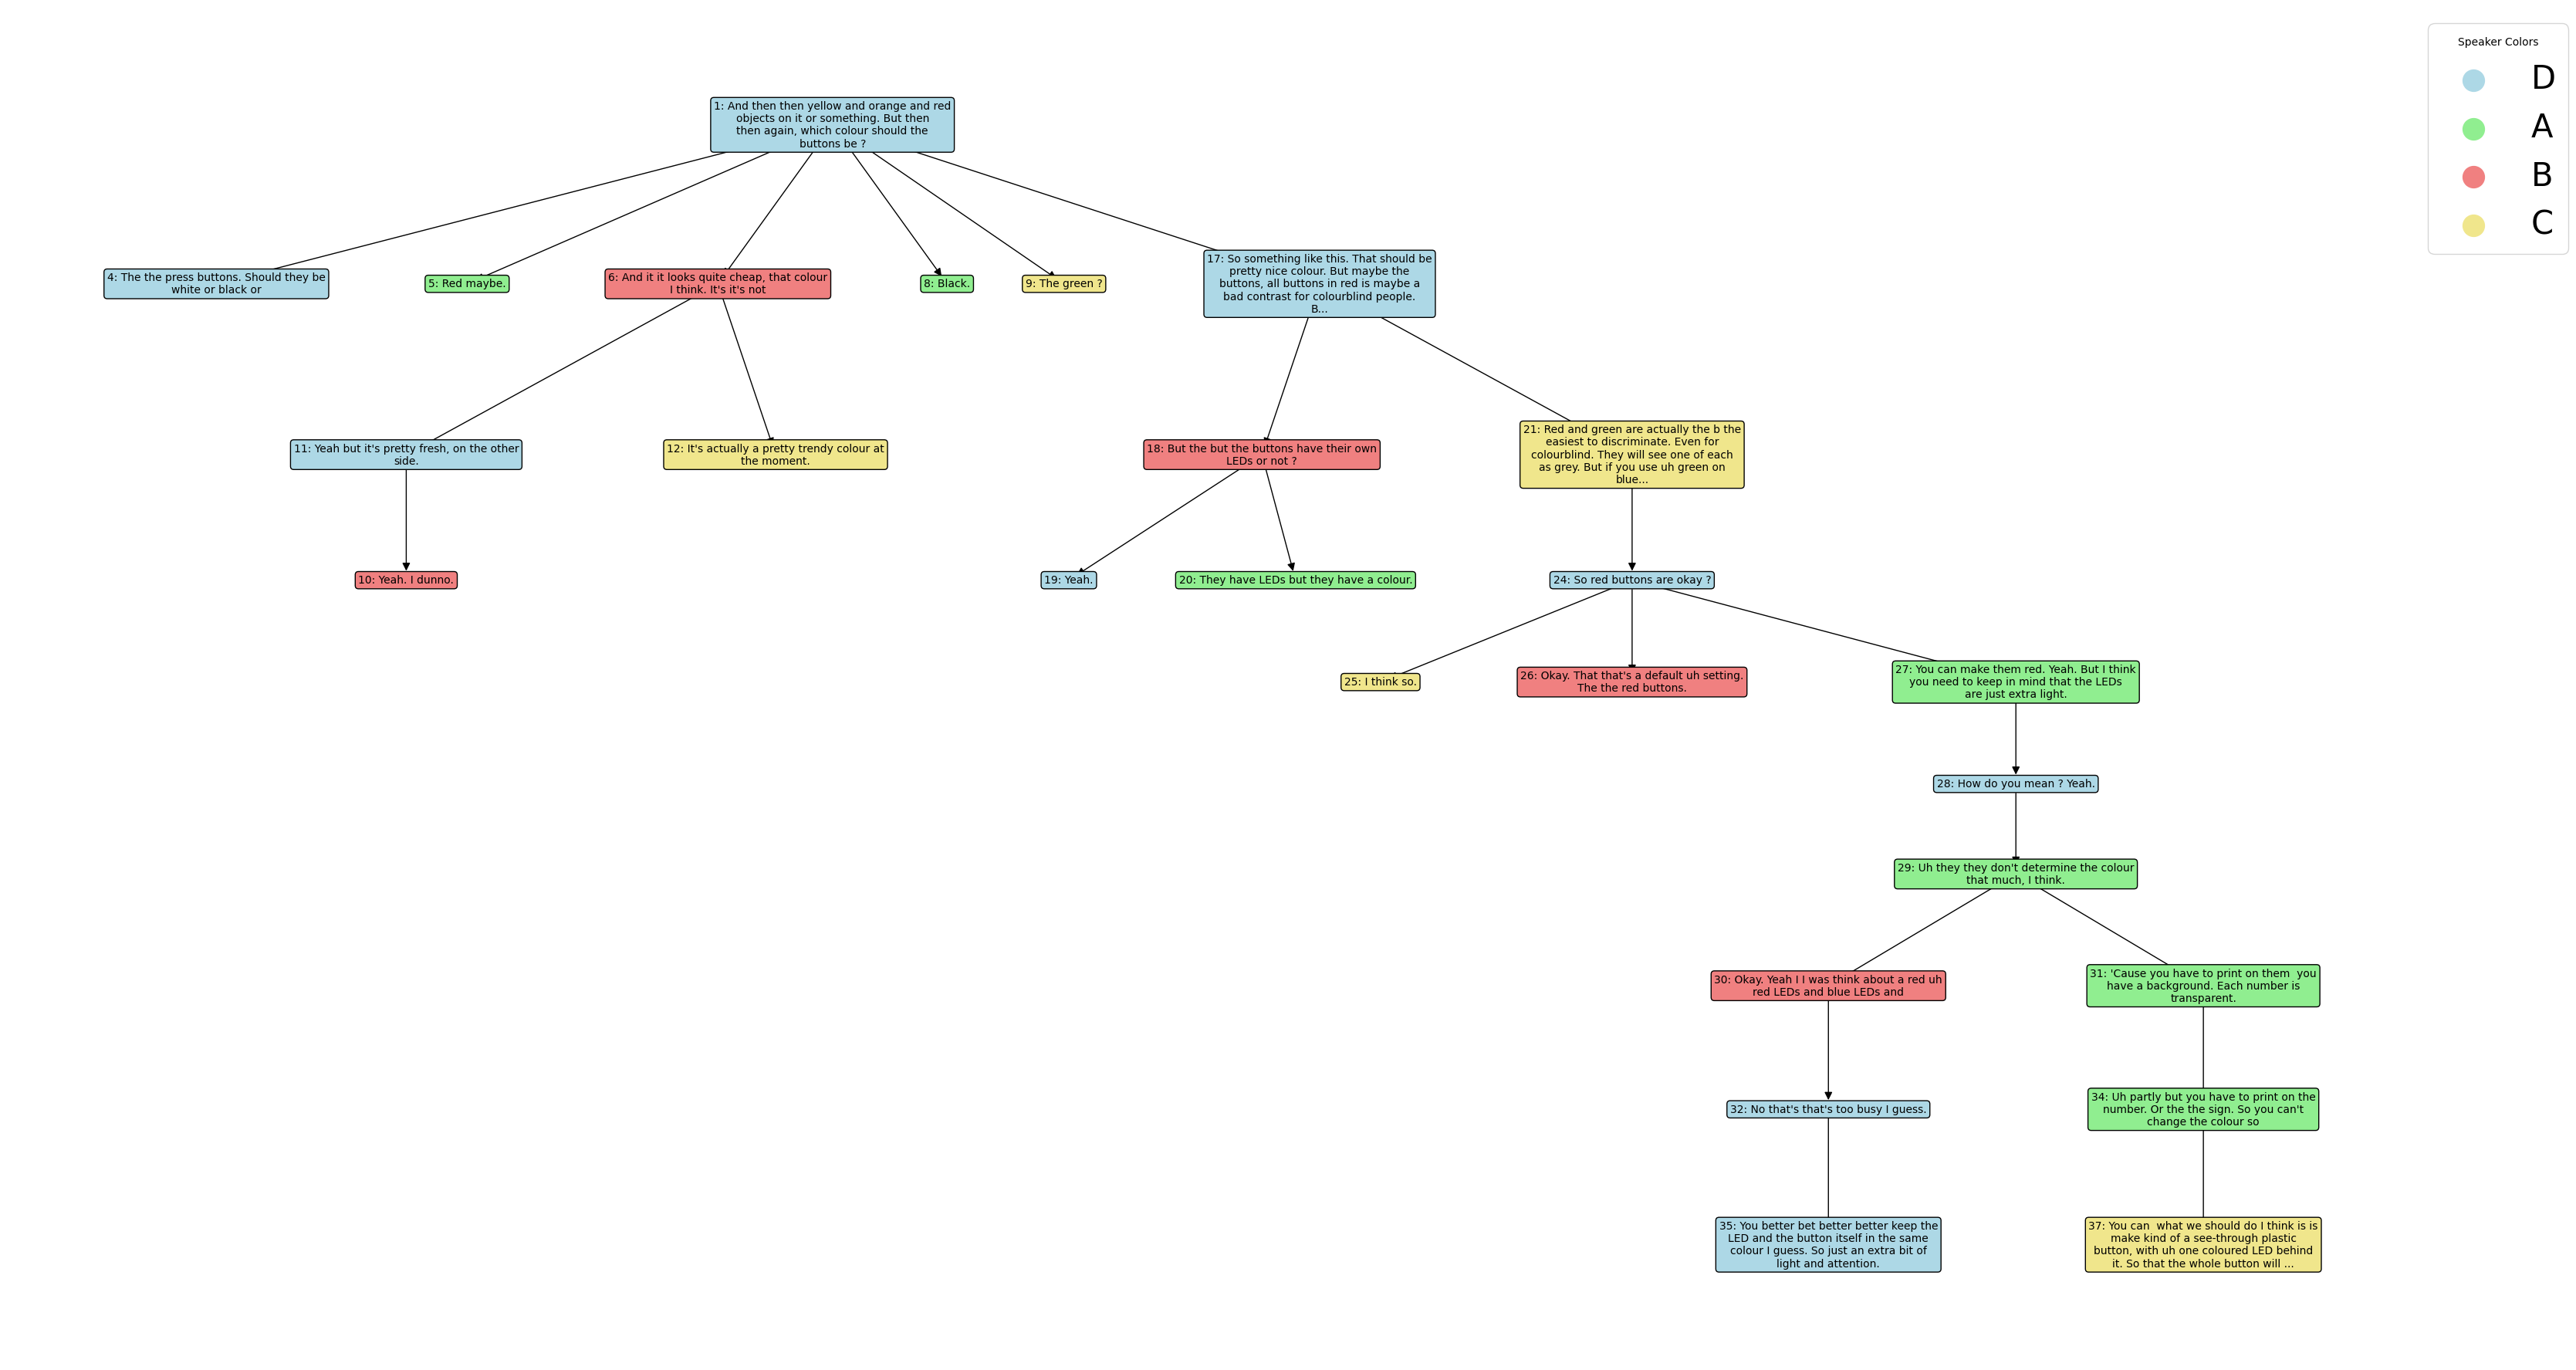 Speaker Colors
D
A
B
C
1: And then then yellow and orange and red
objects on it or something. But then
then again, which colour should the
buttons be ?
4: The the press buttons. Should they be
white or black or
5: Red maybe.
6: And it it looks quite cheap, that colour
I think. It's it's not
8: Black.
9: The green ?
17: So something like this. That should be
pretty nice colour. But maybe the
buttons, all buttons in red is maybe a
bad contrast for colourblind people.
B...
11: Yeah but it's pretty fresh, on the other
side.
12: It's actually a pretty trendy colour at
the moment.
18: But the but the buttons have their own
LEDs or not ?
21: Red and green are actually the b the
easiest to discriminate. Even for
colourblind. They will see one of each
as grey. But if you use uh green on
blue...
10: Yeah. I dunno.
19: Yeah.
20: They have LEDs but they have a colour.
24: So red buttons are okay ?
25: I think so.
26: Okay. That that's a default uh setting.
The the red buttons.
27: You can make them red. Yeah. But I think
you need to keep in mind that the LEDs
are just extra light.
28: How do you mean ? Yeah.
29: Uh they they don't determine the colour
that much, I think.
30: Okay. Yeah I I was think about a red uh
red LEDs and blue LEDs and
31: 'Cause you have to print on them  you
have a background. Each number is
transparent.
32: No that's that's too busy I guess.
34: Uh partly but you have to print on the
number. Or the the sign. So you can't
change the colour so
35: You better bet better better keep the
LED and the button itself in the same
colour I guess. So just an extra bit of
light and attention.
37: You can  what we should do I think is is
make kind of a see-through plastic
button, with uh one coloured LED behind
it. So that the whole button will ...